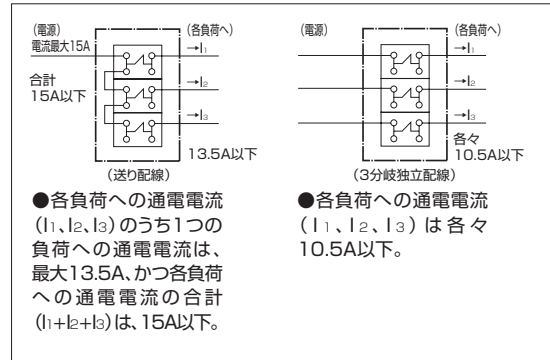 (電源)
電流最大15A
(各負荷へ)
→I₁
合計
15A以下
→I₂
→I₃
13.5A以下
(送り配線)
●各負荷への通電電流
(I₁、I₂、I₃)のうち1つの
負荷への通電電流は、
最大13.5A、かつ各負荷
への通電電流の合計
(I₁+I₂+I₃)は、15A以下。
(電源)
(各負荷へ)
→I₁
→I₂
→I₃
各々
10.5A以下
(3分岐独立配線)
●各負荷への通電電流
(I₁、I₂、I₃)は各々
10.5A以下。